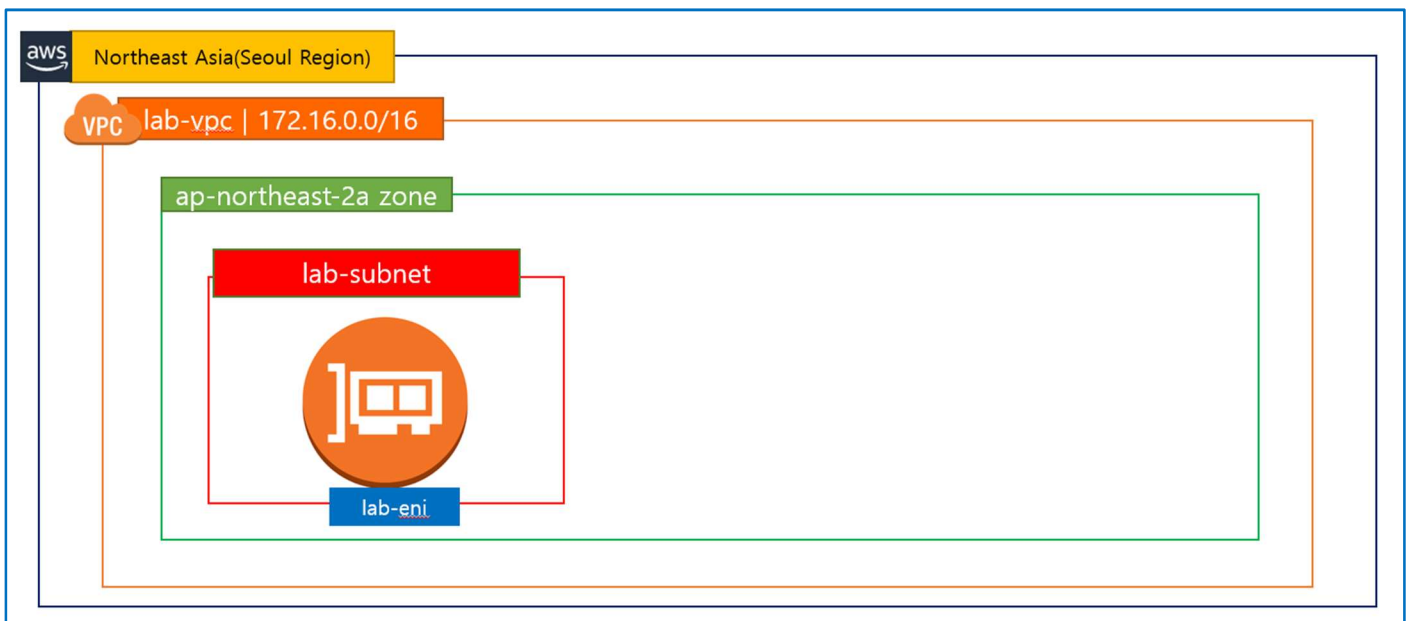 aws
Northeast Asia(Seoul Region)
VPC
lab-vpc | 172.16.0.0/16
ap-northeast-2a zone
lab-subnet
lab-eni